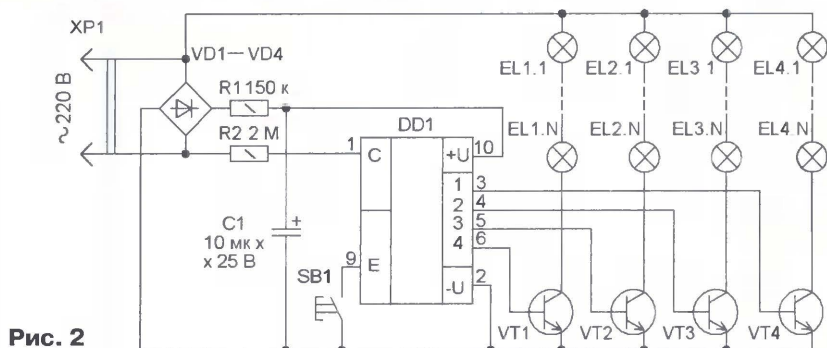 XP1
~220 В
VD1—VD4
R1 150 к
R2 2 М
C1
10 мк х
х 25 В
SB1
DD1
1
C
9
E
+U
10
1
3
2
4
3
5
4
6
-U
2
EL1.1
EL2.1
EL3.1
EL4.1
EL1.N
EL2.N
EL3.N
EL4.N
VT1
VT2
VT3
VT4
Рис. 2